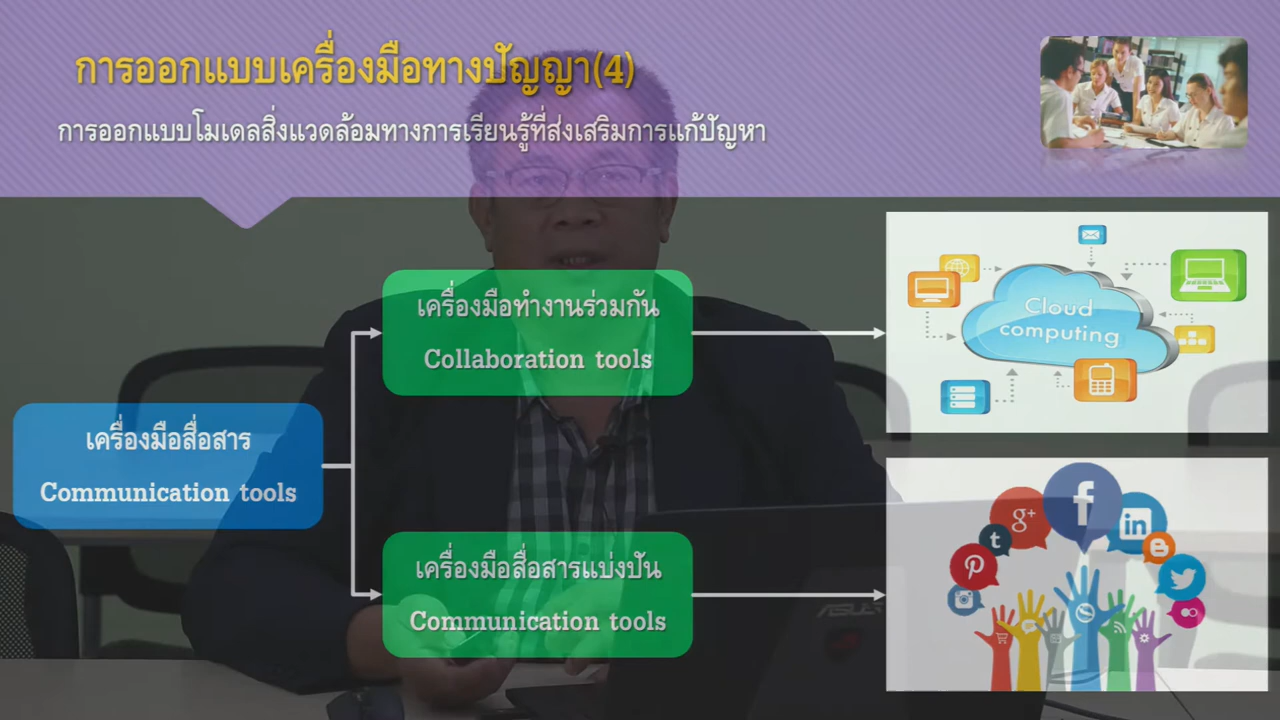 การออกแบบเครื่องมือทางปัญญา(4)
การออกแบบโมเดลสิ่งแวดล้อมทางการเรียนรู้ที่ส่งเสริมการแก้ปัญหา
เครื่องมือทำงานร่วมกัน
Collaboration tools
Cloud
computing
เครื่องมือสื่อสาร
Communication tools
เครื่องมือสื่อสารแบ่งปัน
Communication tools
ASUS
g+
f
in
t